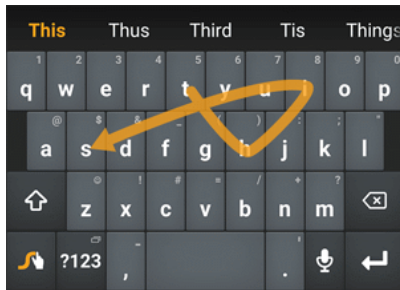 This Thus Third Tis Things
1 2 3 4 5 6 7 8 9 0
q w e r t y u i o p
@ $ & _ ( ) : ; "
a s d f g h j k l
! # = / + ?
z x c v b n m
?123 , - . '